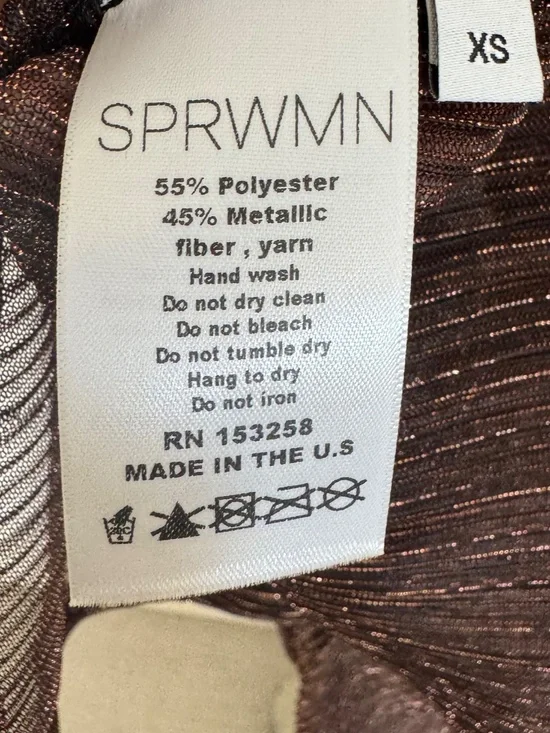 XS
SPRWMN
55% Polyester
45% Metallic
fiber , yarn
Hand wash
Do not dry clean
Do not bleach
Do not tumble dry
Hang to dry
Do not iron
RN 153258
MADE IN THE U.S